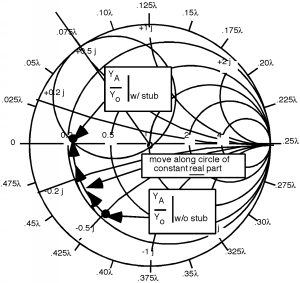 .125λ
.10λ
.15λ
+1 j
.075λ
.175λ
+0.5 j
+2 j
.05λ
.20λ
Y_A
Y_O
w/ stub
+0.2 j
.025λ
.225λ
0
0.5
2
4
.25λ
move along circle of
constant real part
.475λ
-0.2 j
.275λ
Y_A
Y_O
w/o stub
.45λ
-0.5 j
j
.30λ
.425λ
-1 j
.325λ
.40λ
.35λ
.375λ